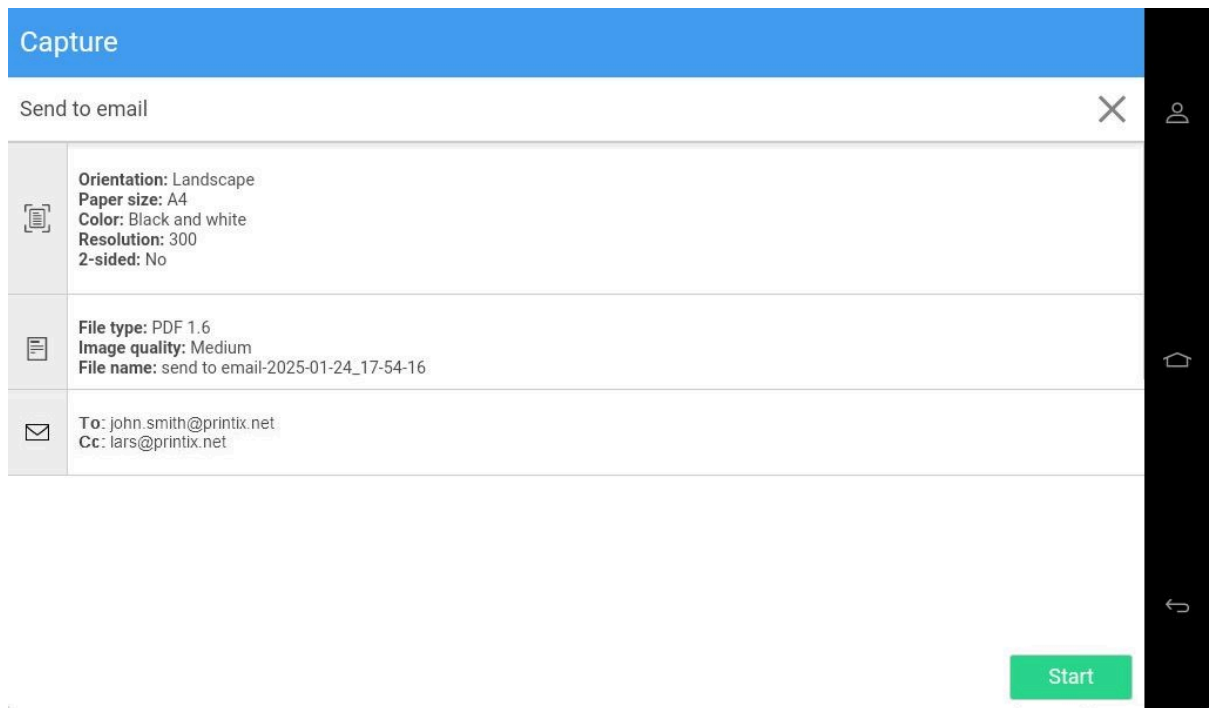 Capture
Send to email
Orientation: Landscape
Paper size: A4
Color: Black and white
Resolution: 300
2-sided: No
File type: PDF 1.6
Image quality: Medium
File name: send to email-2025-01-24_17-54-16
To: john.smith@printix.net
Cc: lars@printix.net
Start